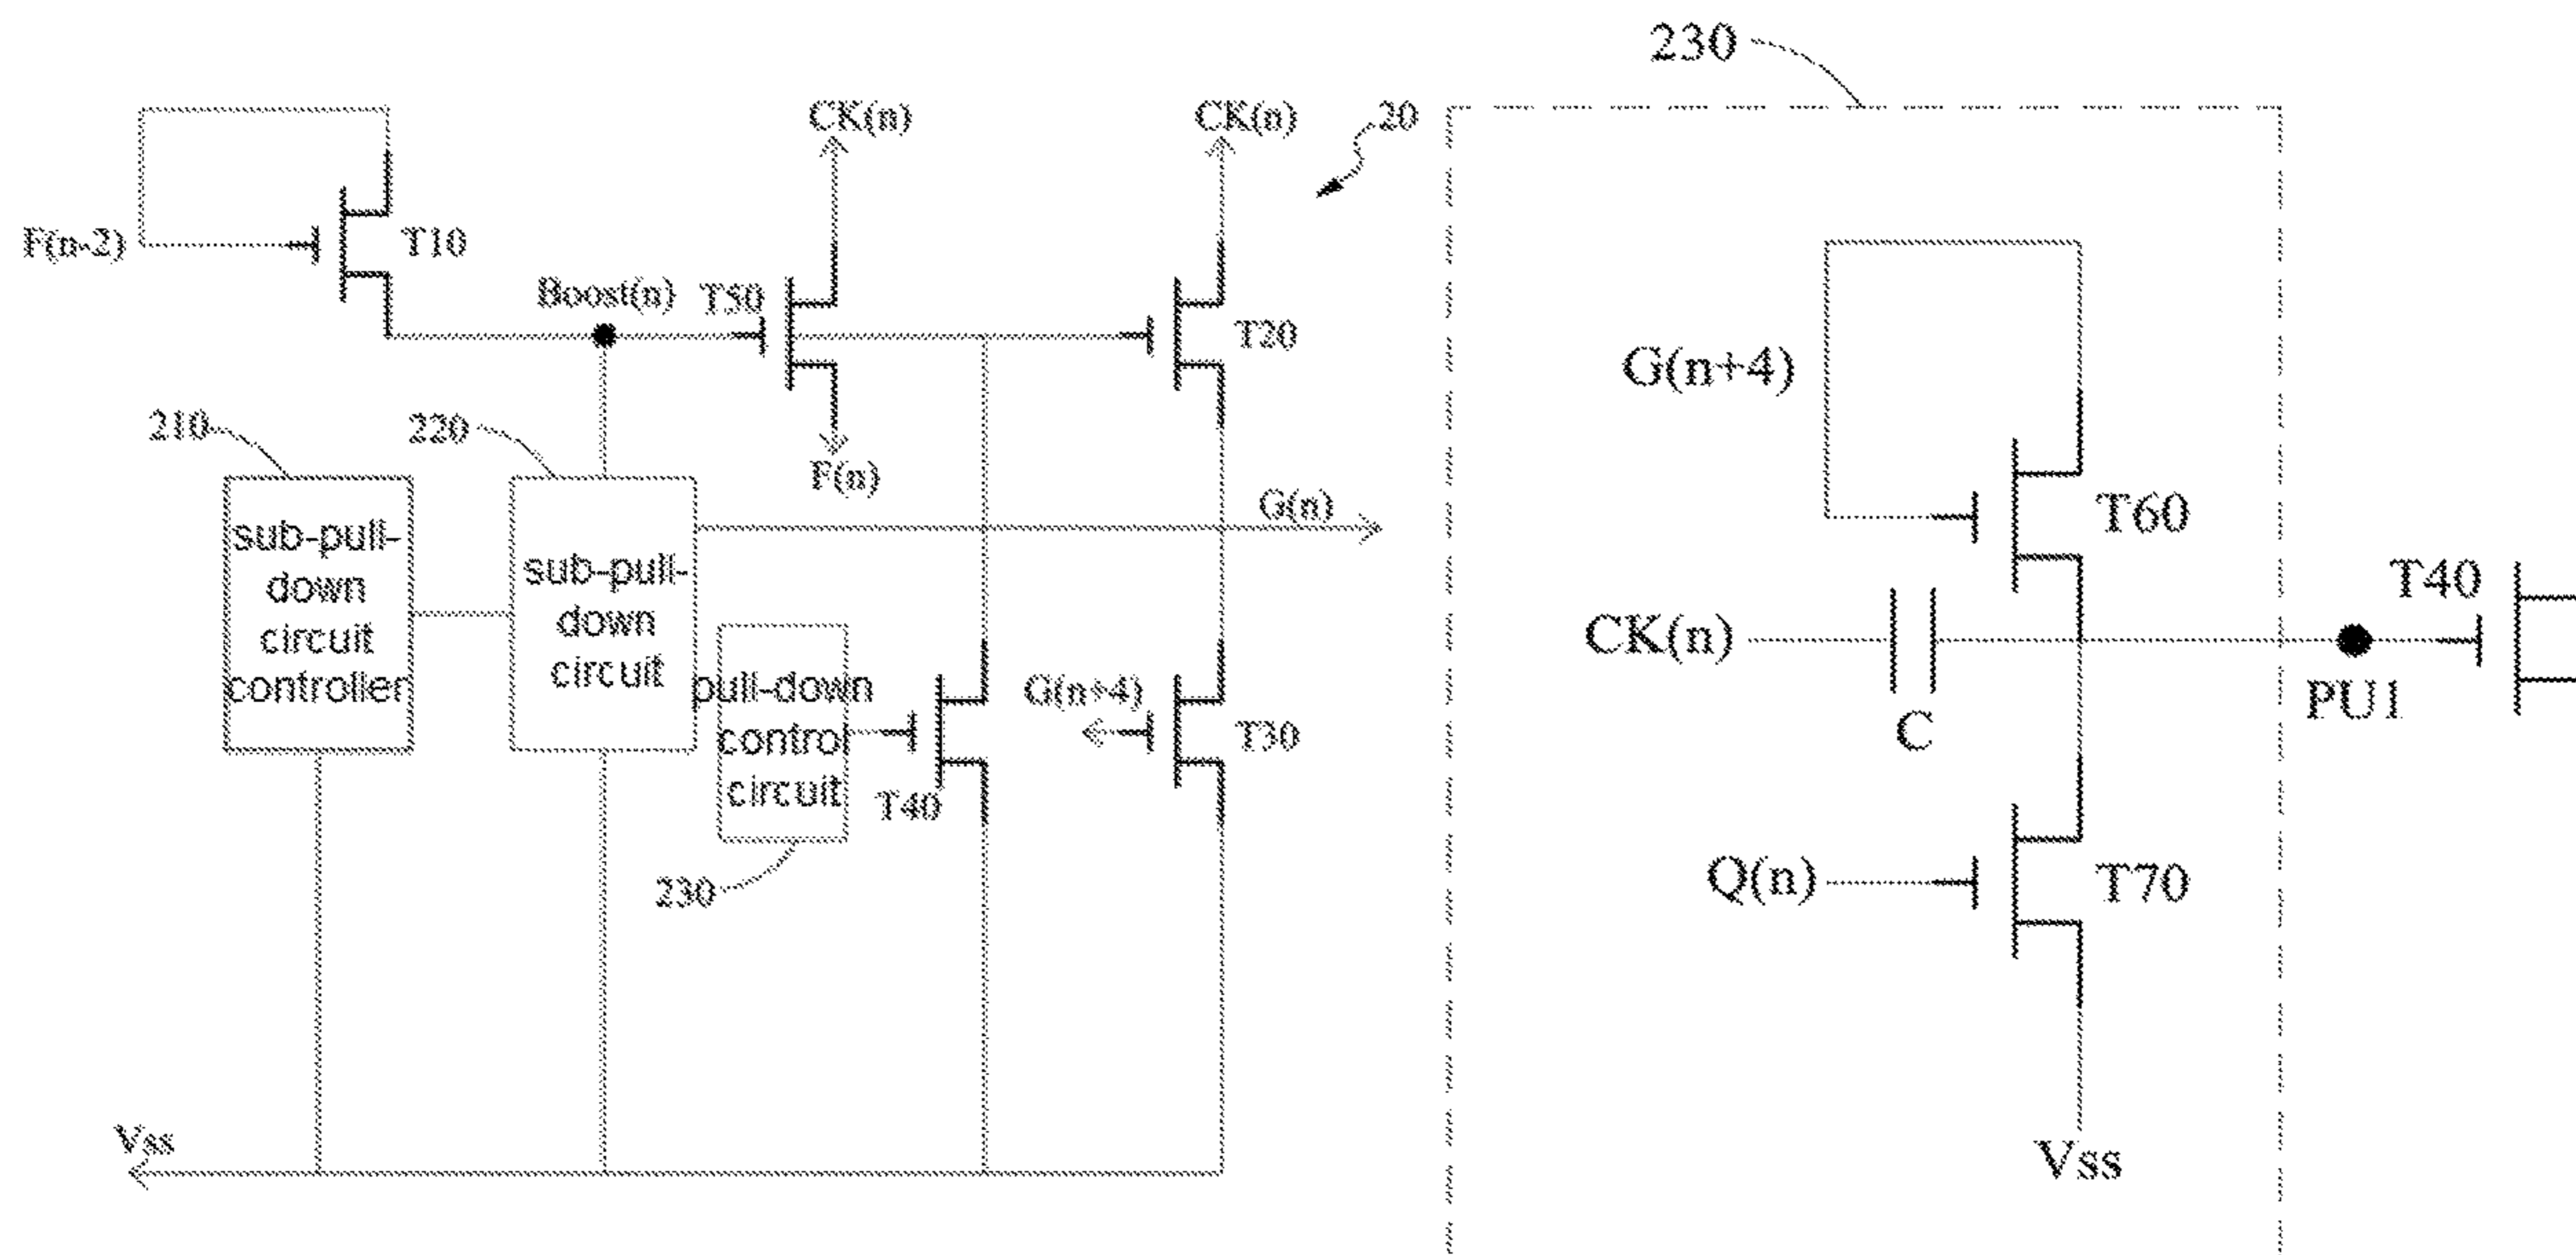 230
CK(n)
CK(n)
20
F(n-2)
T10
Boost(n)
T50
T20
210
220
F(n)
G(n)
sub-pull-
down
circuit
controller
sub-pull-
down
circuit
pull-down
control
circuit
G(n+4)
T30
T40
230
Vss
G(n+4)
T60
T40
CK(n)
C
PU1
Q(n)
T70
Vss